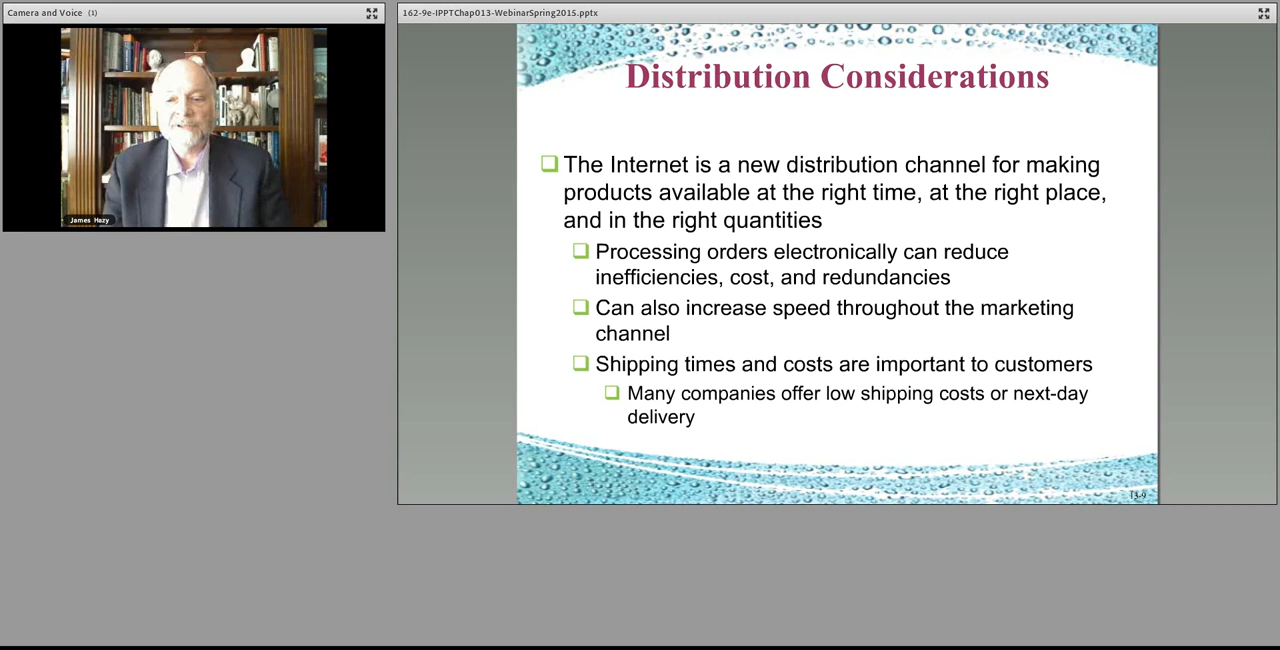 Camera and Voice (1)
James Hazy
162-9e-IPPTChap013-WebinarSpring2015.pptx
Distribution Considerations
The Internet is a new distribution channel for making
products available at the right time, at the right place,
and in the right quantities
Processing orders electronically can reduce
inefficiencies, cost, and redundancies
Can also increase speed throughout the marketing
channel
Shipping times and costs are important to customers
Many companies offer low shipping costs or next-day
delivery
13-9